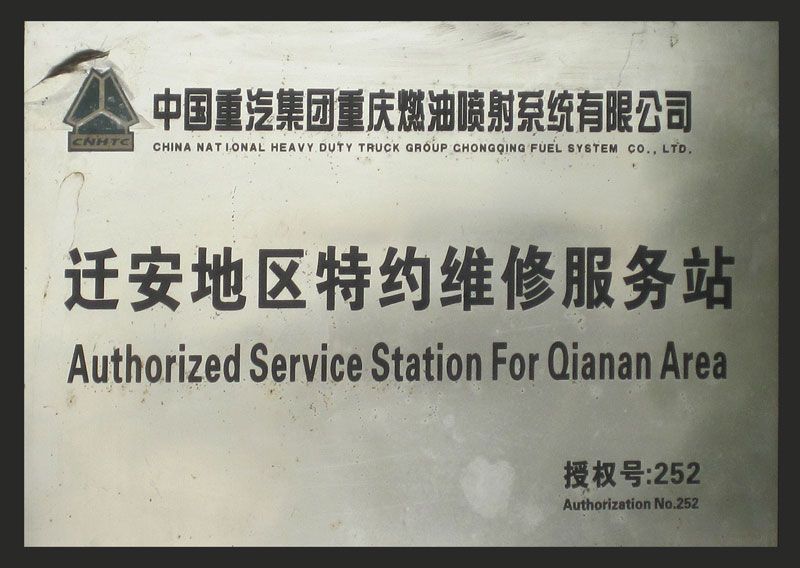 CNHTC
中国重汽集团重庆燃油喷射系统有限公司
CHINA NATIONAL HEAVY DUTY TRUCK GROUP CHONGQING FUEL SYSTEM CO., LTD.
迁安地区特约维修服务站
Authorized Service Station For Qianan Area
授权号:252
Authorization No.252